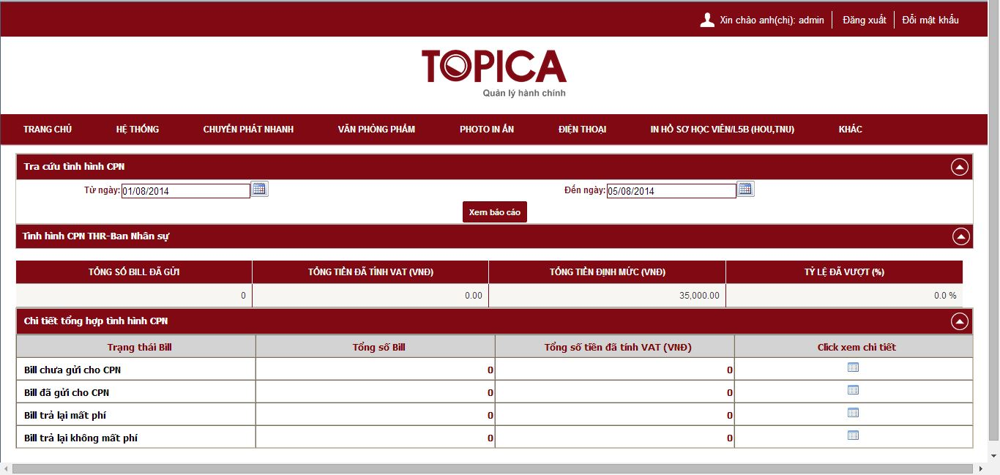 Xin chào anh(chị): admin Đăng xuất Đổi mật khẩu
TOPICA
Quản lý hành chính
TRANG CHỦ HỆ THỐNG CHUYỂN PHÁT NHANH VĂN PHÒNG PHẨM PHOTO IN ẤN ĐIỆN THOẠI IN HỒ SƠ HỌC VIÊN/L5B (HOU,TNU) KHÁC
Tra cứu tình hình CPN
Từ ngày: 01/08/2014 Đến ngày: 05/08/2014
Xem báo cáo
Tình hình CPN THR-Ban Nhân sự
TỔNG SỐ BILL ĐÃ GỬI TỔNG TIỀN ĐÃ TÍNH VAT (VNĐ) TỔNG TIỀN ĐỊNH MỨC (VNĐ) TỶ LỆ ĐÃ VƯỢT (%)
0 0.00 35,000.00 0.0 %
Chi tiết tổng hợp tình hình CPN
Trạng thái Bill Tổng số Bill Tổng số tiền đã tính VAT (VNĐ) Click xem chi tiết
Bill chưa gửi cho CPN 0 0
Bill đã gửi cho CPN 0 0
Bill trả lại mất phí 0 0
Bill trả lại không mất phí 0 0